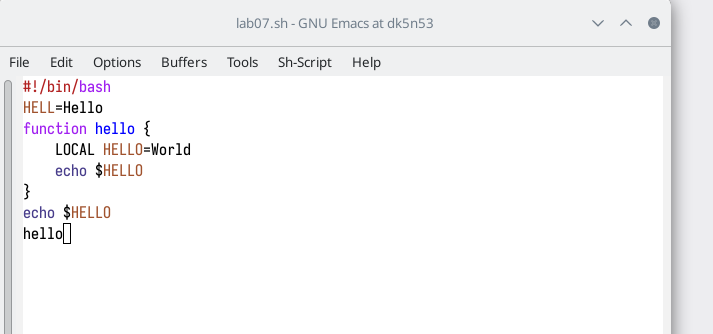 lab07.sh - GNU Emacs at dk5n53
File Edit Options Buffers Tools Sh-Script Help
#!/bin/bash
HELL=Hello
function hello {
    LOCAL HELLO=World
    echo $HELLO
}
echo $HELLO
hello